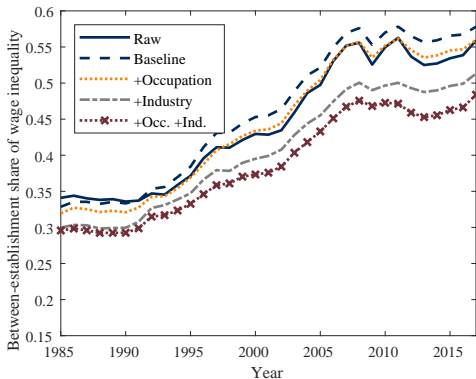 0.6
0.55
0.5
0.45
0.4
0.35
0.3
0.25
0.2
0.15
Between-establishment share of wage inequality
Raw
Baseline
+Occupation
+Industry
+Occ. +Ind.
1985 1990 1995 2000 2005 2010 2015
Year